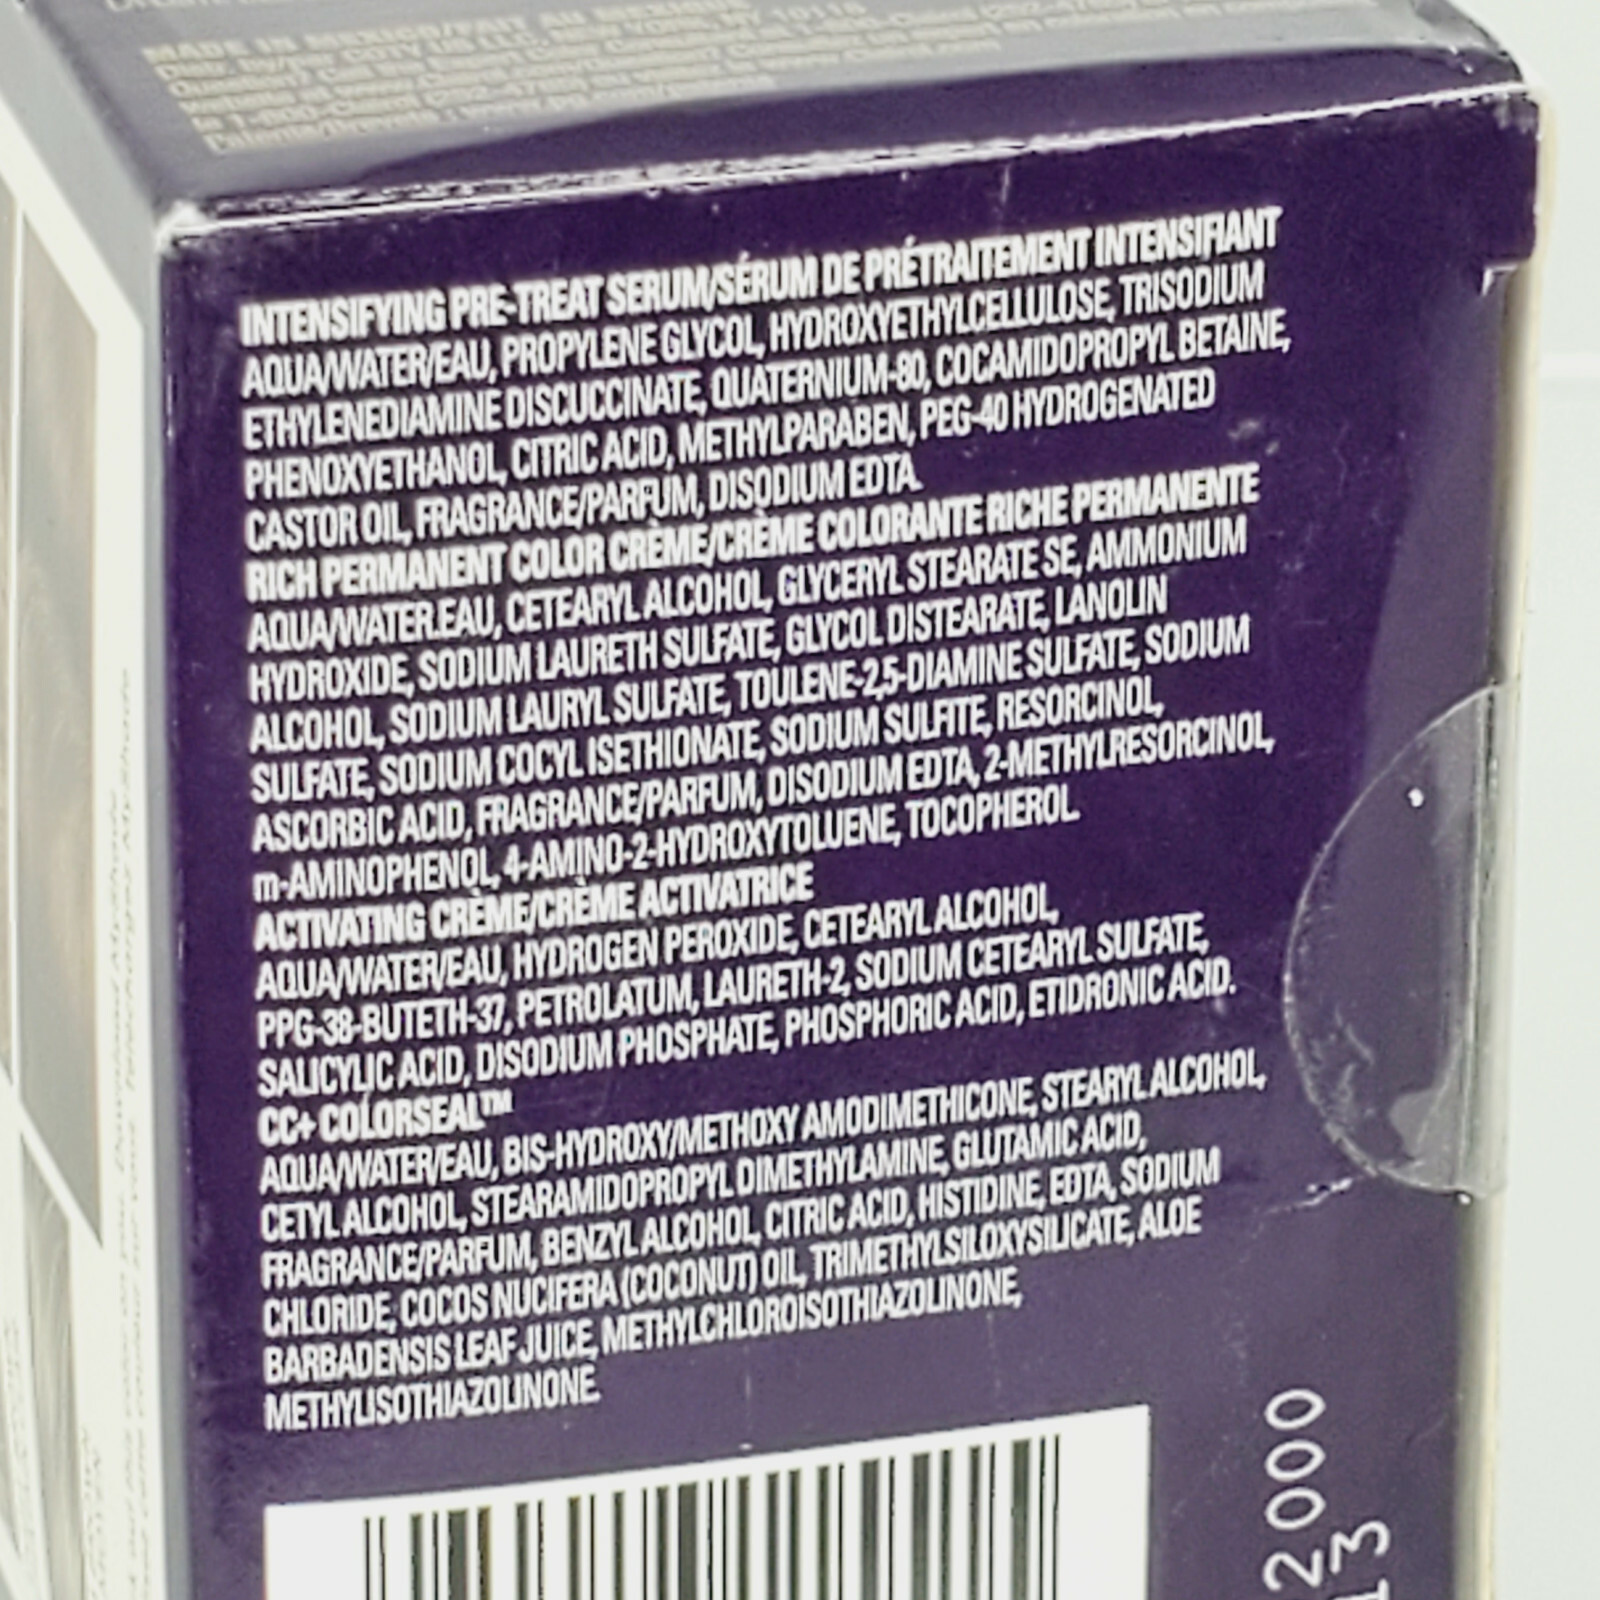 MADE IN MEXICO/FAIT AU MEXIQUE
INTENSIFYING PRE-TREAT SERUM/SÉRUM DE PRÉTRAITEMENT INTENSIFIANT
AQUA/WATER/EAU, PROPYLENE GLYCOL, HYDROXYETHYLCELLULOSE, TRISODIUM
ETHYLENEDIAMINE DISCUCCINATE, QUATERNIUM-80, COCAMIDOPROPYL BETAINE,
PHENOXYETHANOL, CITRIC ACID, METHYLPARABEN, PEG-40 HYDROGENATED
CASTOR OIL, FRAGRANCE/PARFUM, DISODIUM EDTA.
RICH PERMANENT COLOR CRÈME/CRÈME COLORANTE RICHE PERMANENTE
AQUA/WATER.EAU, CETEARYL ALCOHOL, GLYCERYL STEARATE SE, AMMONIUM
HYDROXIDE, SODIUM LAURETH SULFATE, GLYCOL DISTEARATE, LANOLIN
ALCOHOL, SODIUM LAURYL SULFATE, TOULENE-2,5-DIAMINE SULFATE, SODIUM
SULFATE, SODIUM COCYL ISETHIONATE, SODIUM SULFITE, RESORCINOL,
ASCORBIC ACID, FRAGRANCE/PARFUM, DISODIUM EDTA, 2-METHYLRESORCINOL,
m-AMINOPHENOL, 4-AMINO-2-HYDROXYTOLUENE, TOCOPHEROL.
ACTIVATING CRÈME/CRÈME ACTIVATRICE
AQUA/WATER/EAU, HYDROGEN PEROXIDE, CETEARYL ALCOHOL,
PPG-38-BUTETH-37, PETROLATUM, LAURETH-2, SODIUM CETEARYL SULFATE,
SALICYLIC ACID, DISODIUM PHOSPHATE, PHOSPHORIC ACID, ETIDRONIC ACID.
CC+ COLORSEAL™
AQUA/WATER/EAU, BIS-HYDROXY/METHOXY AMODIMETHICONE, STEARYL ALCOHOL,
CETYL ALCOHOL, STEARAMIDOPROPYL DIMETHYLAMINE, GLUTAMIC ACID,
FRAGRANCE/PARFUM, BENZYL ALCOHOL, CITRIC ACID, HISTIDINE, EDTA, SODIUM
CHLORIDE, COCOS NUCIFERA (COCONUT) OIL, TRIMETHYLSILOXYSILICATE, ALOE
BARBADENSIS LEAF JUICE, METHYLCHLOROISOTHIAZOLINONE,
METHYLISOTHIAZOLINONE.
2000
13